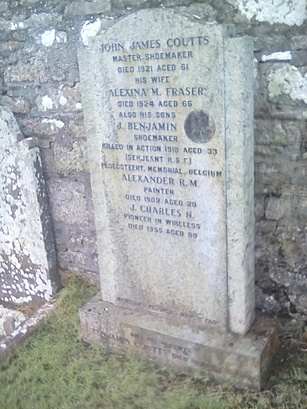 JOHN JAMES COUTTS
MASTER SHOEMAKER
DIED 1921 AGED 61
HIS WIFE
ALEXINA M. FRASER
DIED 1924 AGED 66
ALSO HIS SONS
J. BENJAMIN
SHOEMAKER
KILLED IN ACTION 1918 AGED 33
(SERJEANT R.S.F.)
PLOEGSTEERT, MEMORIAL, BELGIUM
ALEXANDER R.M.
PAINTER
DIED 1909 AGED 20
J. CHARLES H.
PIONEER IN WIRELESS
DIED 1955 AGED